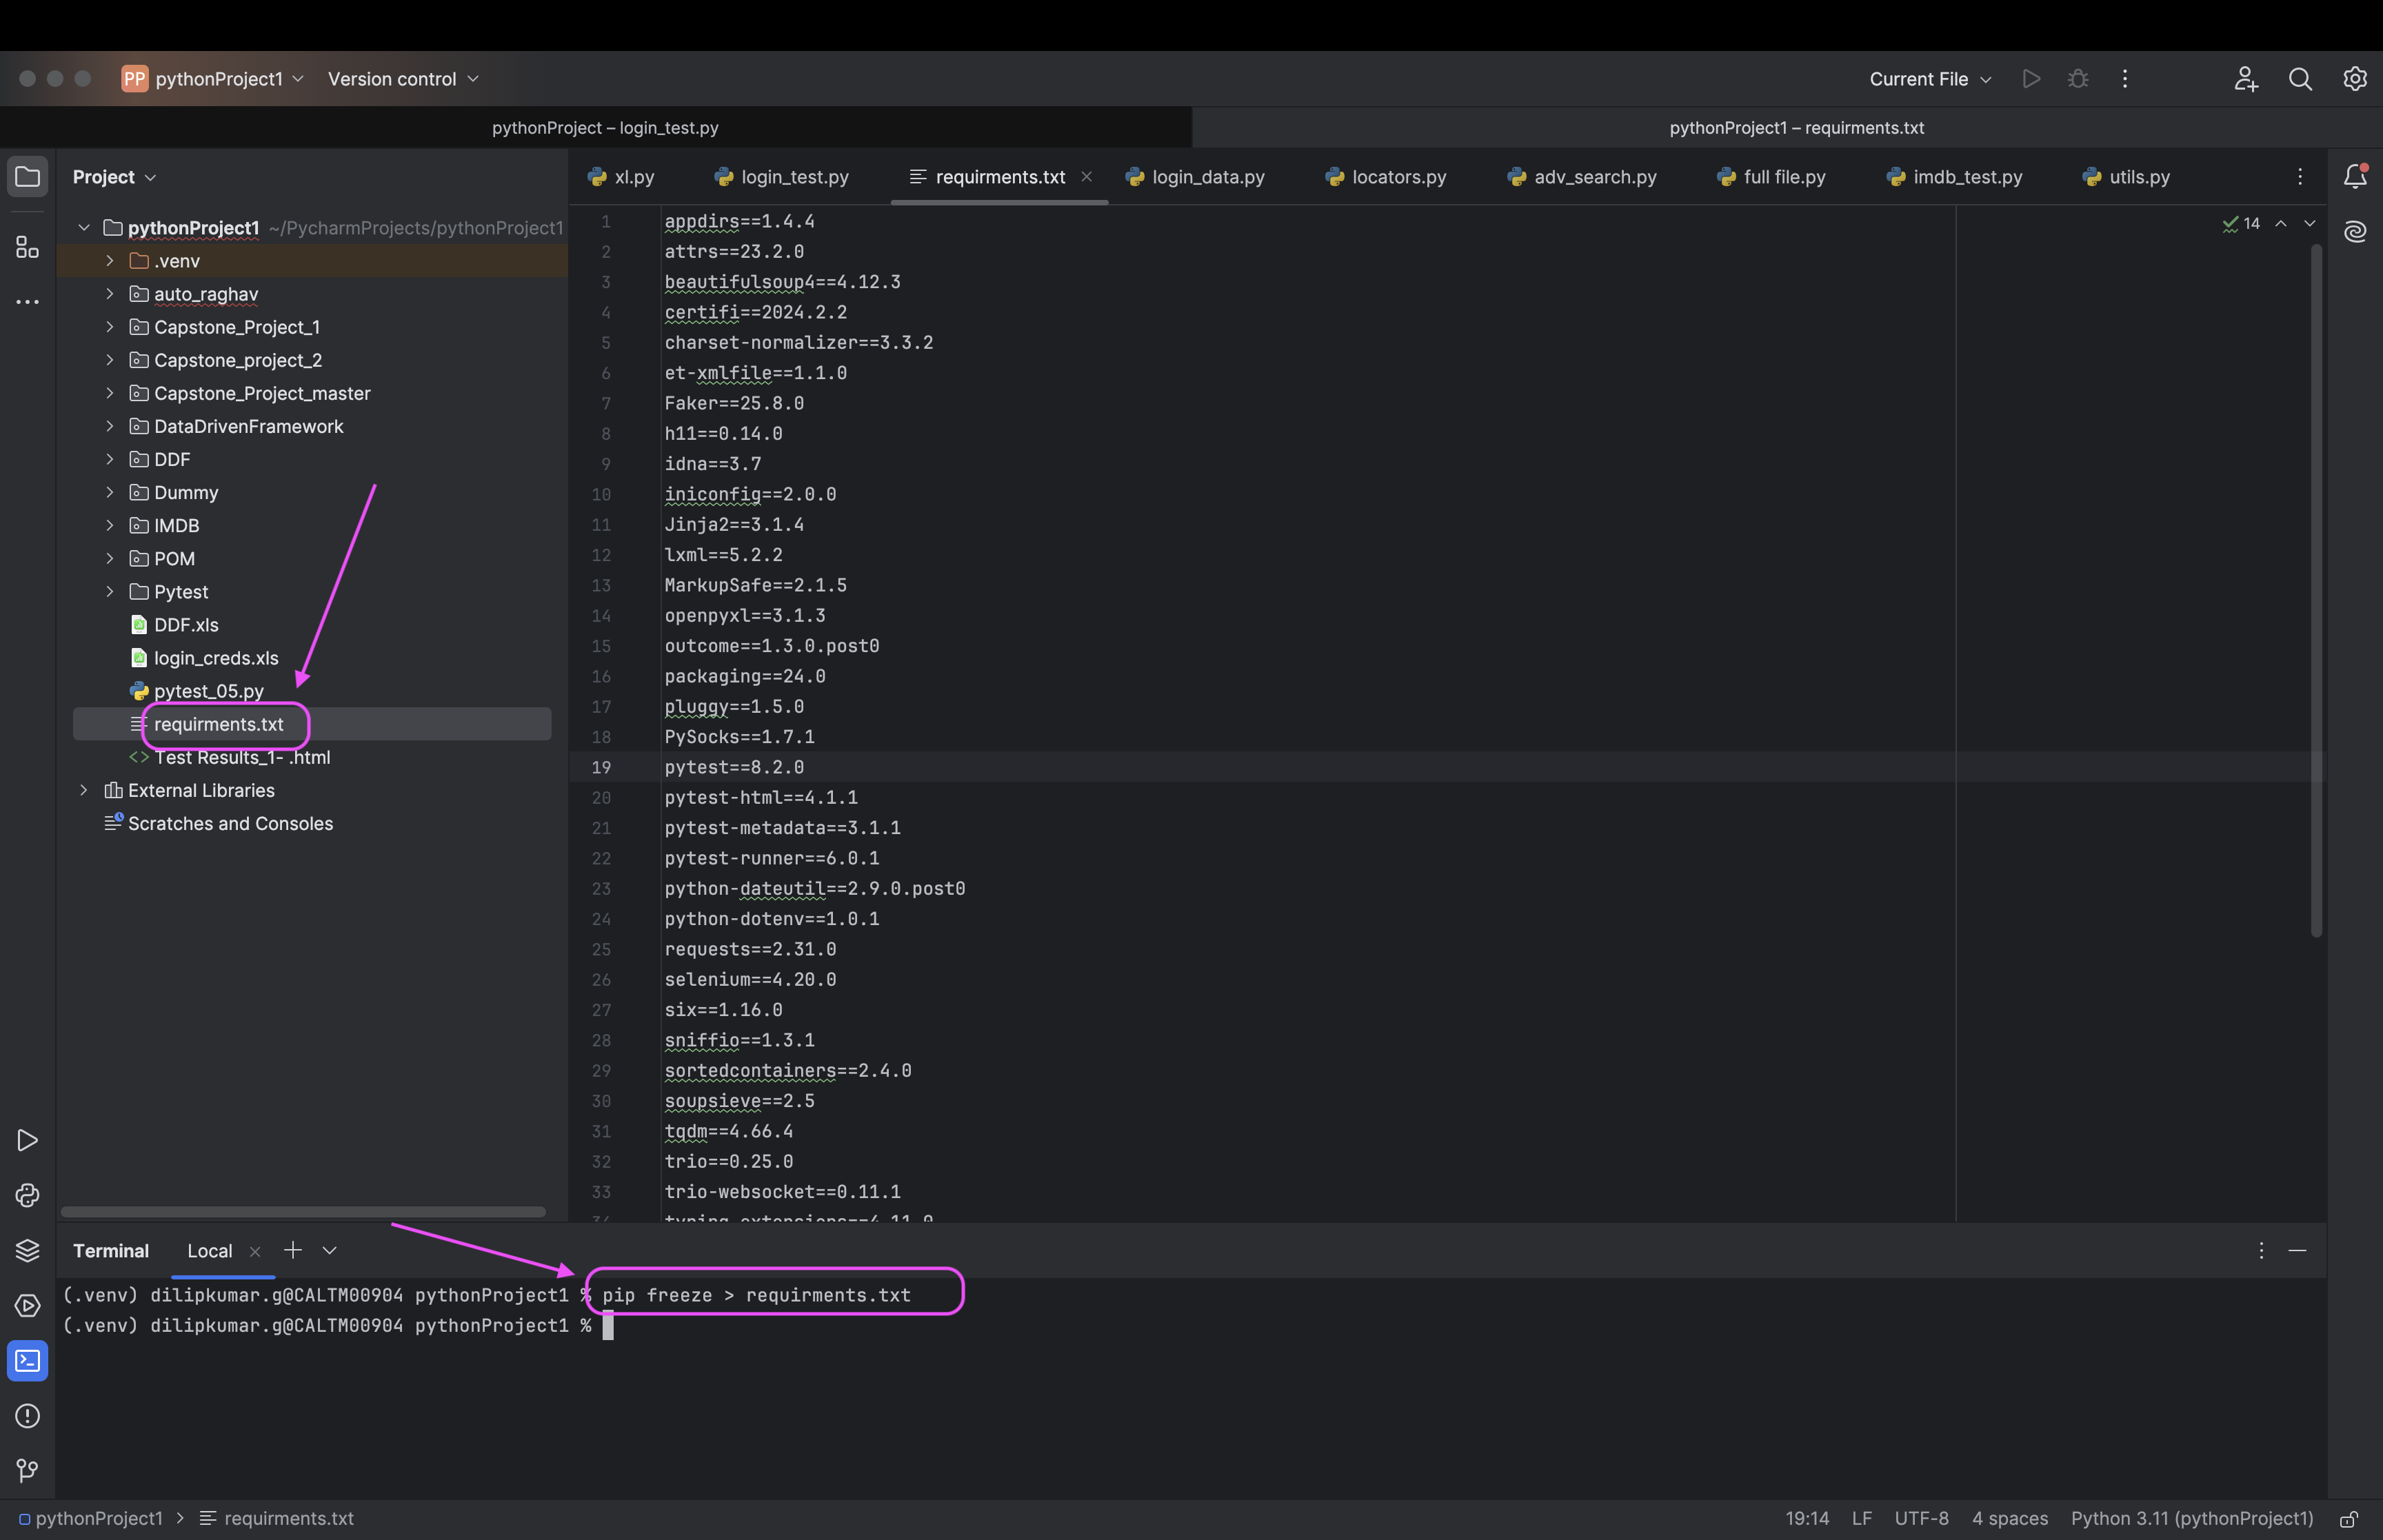 PP pythonProject1 Version control Current File
pythonProject – login_test.py pythonProject1 – requirments.txt
Project
xl.py login_test.py requirments.txt login_data.py locators.py adv_search.py full file.py imdb_test.py utils.py
pythonProject1 ~/PycharmProjects/pythonProject1
.venv
auto_raghav
Capstone_Project_1
Capstone_project_2
Capstone_Project_master
DataDrivenFramework
DDF
Dummy
IMDB
POM
Pytest
DDF.xls
login_creds.xls
pytest_05.py
requirments.txt
Test Results_1- .html
External Libraries
Scratches and Consoles
14
1 appdirs==1.4.4
2 attrs==23.2.0
3 beautifulsoup4==4.12.3
4 certifi==2024.2.2
5 charset-normalizer==3.3.2
6 et-xmlfile==1.1.0
7 Faker==25.8.0
8 h11==0.14.0
9 idna==3.7
10 iniconfig==2.0.0
11 Jinja2==3.1.4
12 lxml==5.2.2
13 MarkupSafe==2.1.5
14 openpyxl==3.1.3
15 outcome==1.3.0.post0
16 packaging==24.0
17 pluggy==1.5.0
18 PySocks==1.7.1
19 pytest==8.2.0
20 pytest-html==4.1.1
21 pytest-metadata==3.1.1
22 pytest-runner==6.0.1
23 python-dateutil==2.9.0.post0
24 python-dotenv==1.0.1
25 requests==2.31.0
26 selenium==4.20.0
27 six==1.16.0
28 sniffio==1.3.1
29 sortedcontainers==2.4.0
30 soupsieve==2.5
31 tqdm==4.66.4
32 trio==0.25.0
33 trio-websocket==0.11.1
34 typing_extensions==4.11.0
Terminal Local
(.venv) dilipkumar.g@CALTM00904 pythonProject1 % pip freeze > requirments.txt
(.venv) dilipkumar.g@CALTM00904 pythonProject1 %
pythonProject1 > requirments.txt 19:14 LF UTF-8 4 spaces Python 3.11 (pythonProject1)